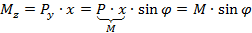 M_z = P_y · x = P · x · sin φ = M · sin φ
M